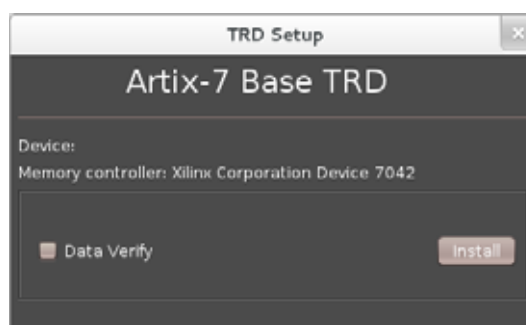 TRD Setup
Artix-7 Base TRD
Device:
Memory controller: Xilinx Corporation Device 7042
Data Verify
Install